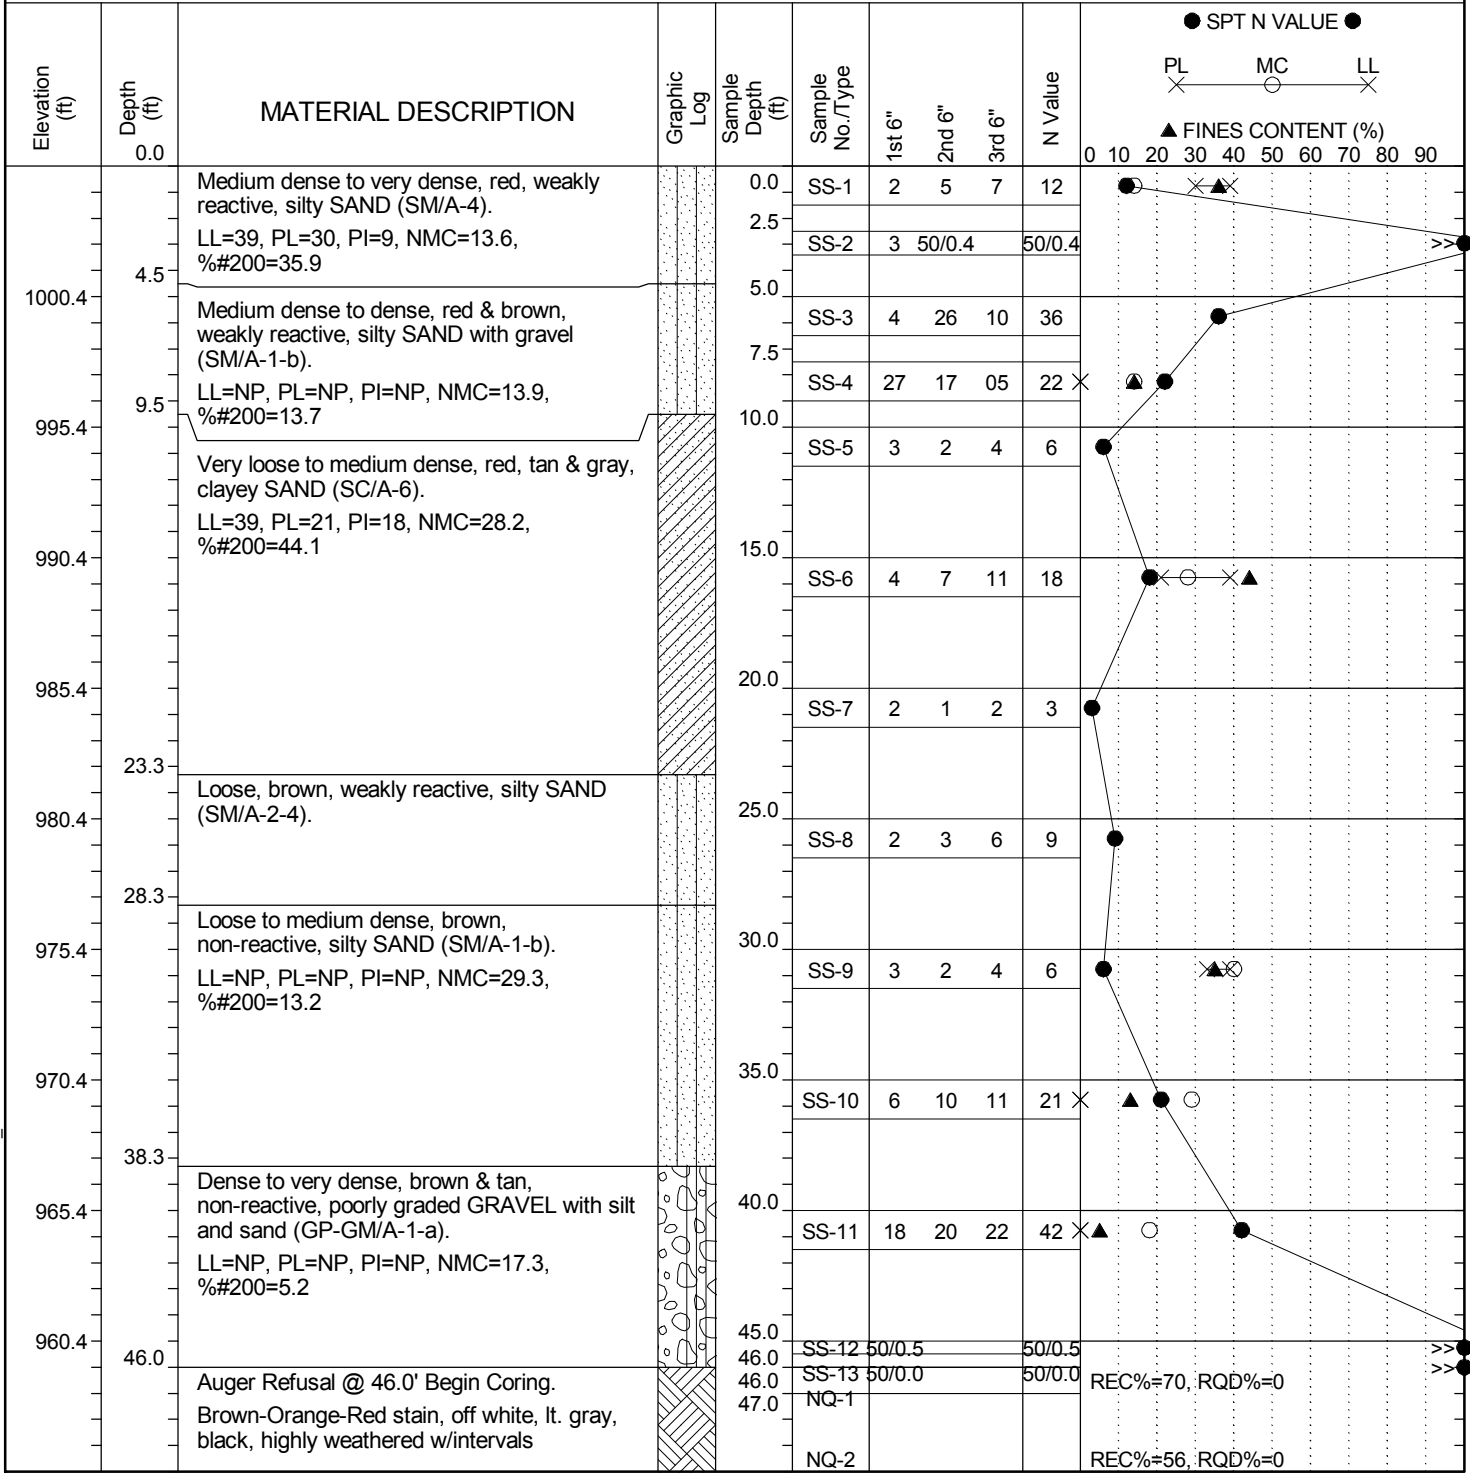 ● SPT N VALUE ●
PL MC LL
▲ FINES CONTENT (%)
Elevation (ft)
Depth (ft)
0.0
MATERIAL DESCRIPTION
Graphic Log
Sample Depth (ft)
Sample No./Type
1st 6"
2nd 6"
3rd 6"
N Value
0 10 20 30 40 50 60 70 80 90
Medium dense to very dense, red, weakly
reactive, silty SAND (SM/A-4).
LL=39, PL=30, PI=9, NMC=13.6,
%#200=35.9
0.0 SS-1 2 5 7 12
2.5 SS-2 3 50/0.4 50/0.4 >>
4.5
1000.4
Medium dense to dense, red & brown,
weakly reactive, silty SAND with gravel
(SM/A-1-b).
LL=NP, PL=NP, PI=NP, NMC=13.9,
%#200=13.7
5.0 SS-3 4 26 10 36
7.5 SS-4 27 17 05 22
9.5
995.4
Very loose to medium dense, red, tan & gray,
clayey SAND (SC/A-6).
LL=39, PL=21, PI=18, NMC=28.2,
%#200=44.1
10.0 SS-5 3 2 4 6
990.4
15.0 SS-6 4 7 11 18
985.4
20.0 SS-7 2 1 2 3
23.3
Loose, brown, weakly reactive, silty SAND
(SM/A-2-4).
980.4
25.0 SS-8 2 3 6 9
28.3
Loose to medium dense, brown,
non-reactive, silty SAND (SM/A-1-b).
LL=NP, PL=NP, PI=NP, NMC=29.3,
%#200=13.2
975.4
30.0 SS-9 3 2 4 6
970.4
35.0 SS-10 6 10 11 21
38.3
Dense to very dense, brown & tan,
non-reactive, poorly graded GRAVEL with silt
and sand (GP-GM/A-1-a).
LL=NP, PL=NP, PI=NP, NMC=17.3,
%#200=5.2
965.4
40.0 SS-11 18 20 22 42
960.4
45.0 SS-12 50/0.5 50/0.5 >>
46.0
46.0 SS-13 50/0.0 50/0.0 >>
Auger Refusal @ 46.0' Begin Coring.
46.0 NQ-1 REC%=70, RQD%=0
Brown-Orange-Red stain, off white, lt. gray,
black, highly weathered w/intervals
47.0 NQ-2 REC%=56, RQD%=0